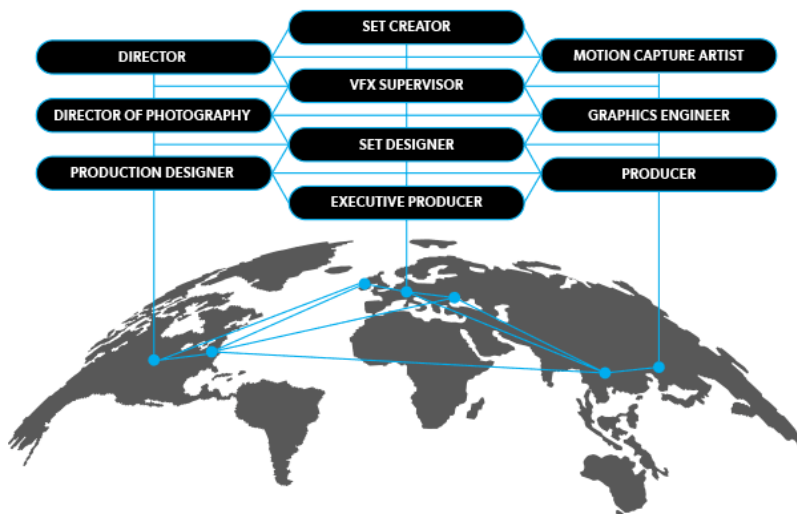 SET CREATOR
DIRECTOR
MOTION CAPTURE ARTIST
VFX SUPERVISOR
DIRECTOR OF PHOTOGRAPHY
GRAPHICS ENGINEER
SET DESIGNER
PRODUCTION DESIGNER
PRODUCER
EXECUTIVE PRODUCER